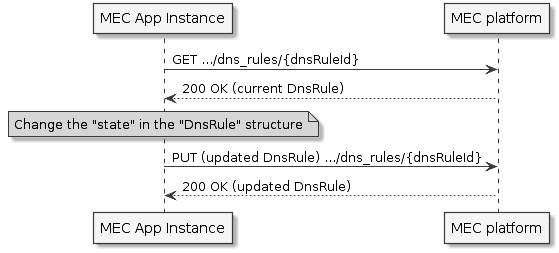 MEC App Instance
MEC platform
GET .../dns_rules/{dnsRuleId}
200 OK (current DnsRule)
Change the "state" in the "DnsRule" structure
PUT (updated DnsRule) .../dns_rules/{dnsRuleId}
200 OK (updated DnsRule)
MEC App Instance
MEC platform